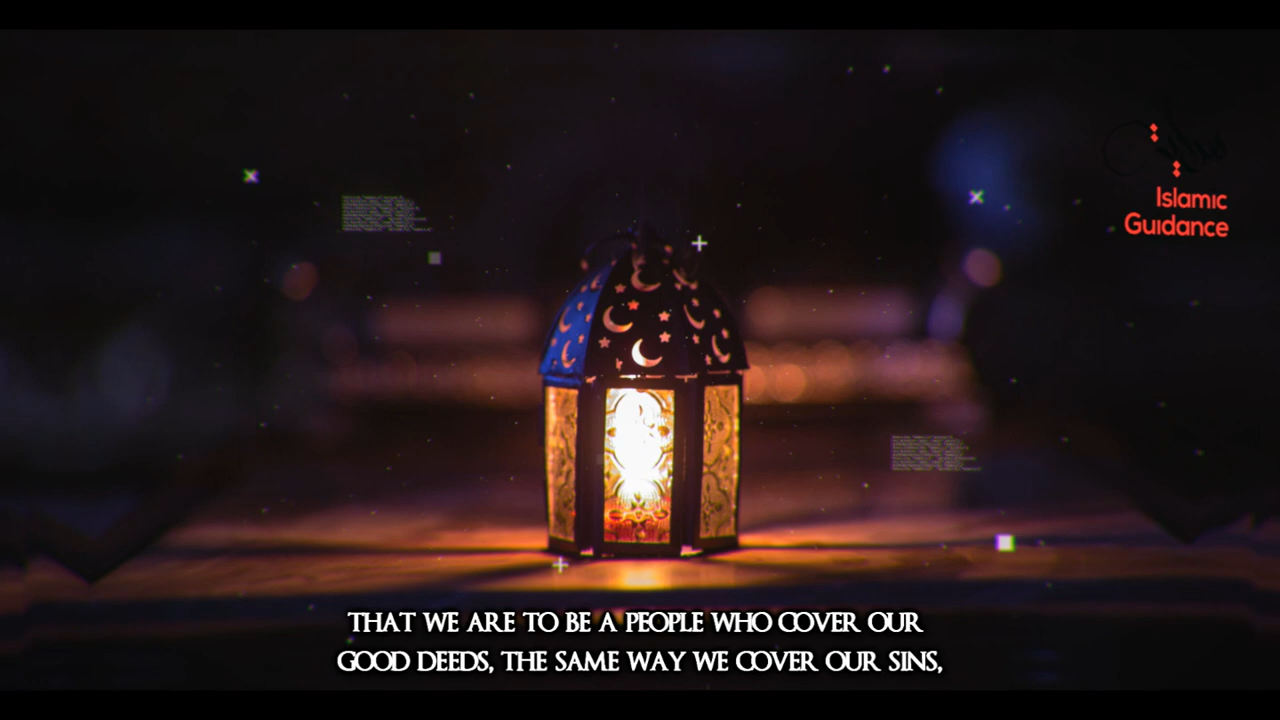 Islamic
Guidance
THAT WE ARE TO BE A PEOPLE WHO COVER OUR
GOOD DEEDS, THE SAME WAY WE COVER OUR SINS,